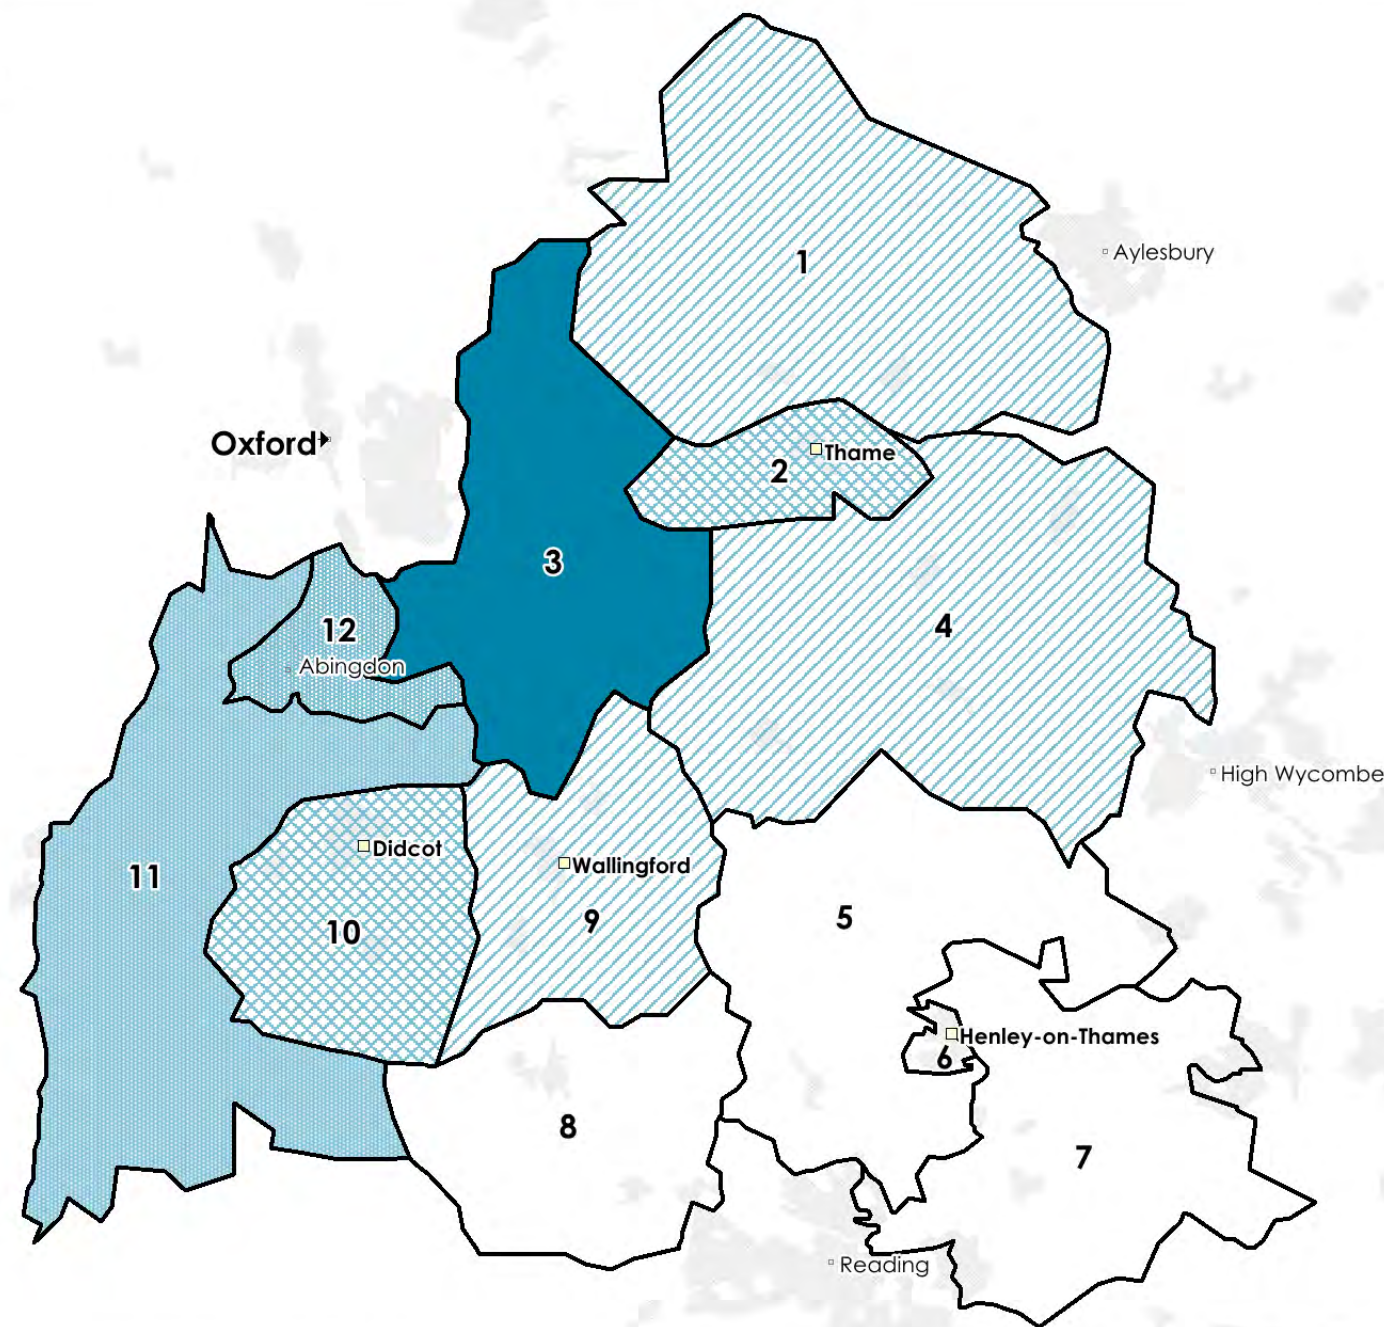 1
Aylesbury
Oxford
Thame
2
3
4
12
Abingdon
High Wycombe
Didcot
Wallingford
11
5
9
10
Henley-on-Thames
6
8
7
Reading